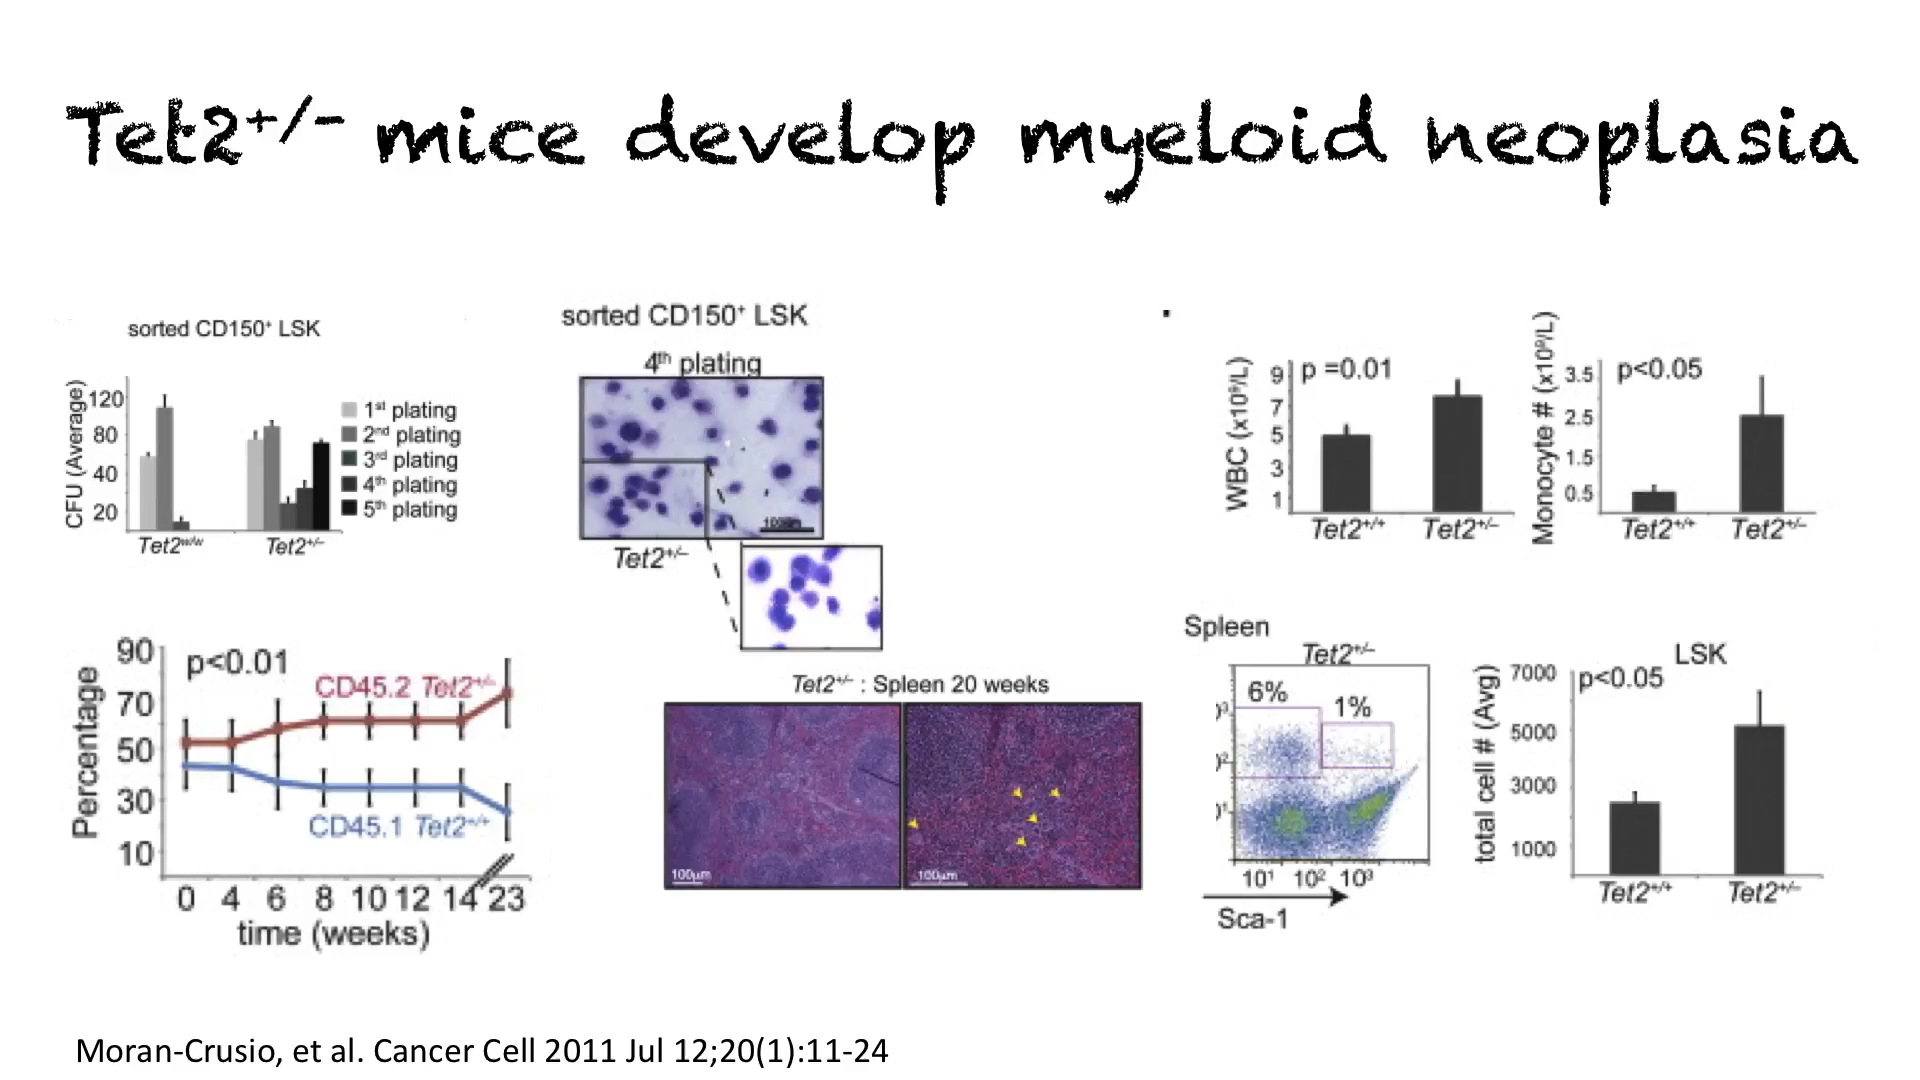 Tet2+/- mice develop myeloid neoplasia
sorted CD150+ LSK
CFU (Average)
120
80
40
20
1st plating
2nd plating
3rd plating
4th plating
5th plating
Tet2w/w
Tet2+/-
sorted CD150+ LSK
4th plating
100µm
Tet2+/-
WBC (x10⁹/L)
9
7
5
3
1
p =0.01
Tet2+/+
Tet2+/-
Monocyte # (x10⁹/L)
3.5
2.5
1.5
0.5
p<0.05
Tet2+/+
Tet2+/-
Percentage
90
70
50
30
10
p<0.01
CD45.2 Tet2+/-
CD45.1 Tet2+/+
0 4 6 8 10 12 14 23
time (weeks)
Tet2+/- : Spleen 20 weeks
100µm
100µm
Spleen
Tet2+/-
6%
1%
10¹ 10² 10³
Sca-1
LSK
total cell # (Avg)
7000
5000
3000
1000
p<0.05
Tet2+/+
Tet2+/-
Moran-Crusio, et al. Cancer Cell 2011 Jul 12;20(1):11-24